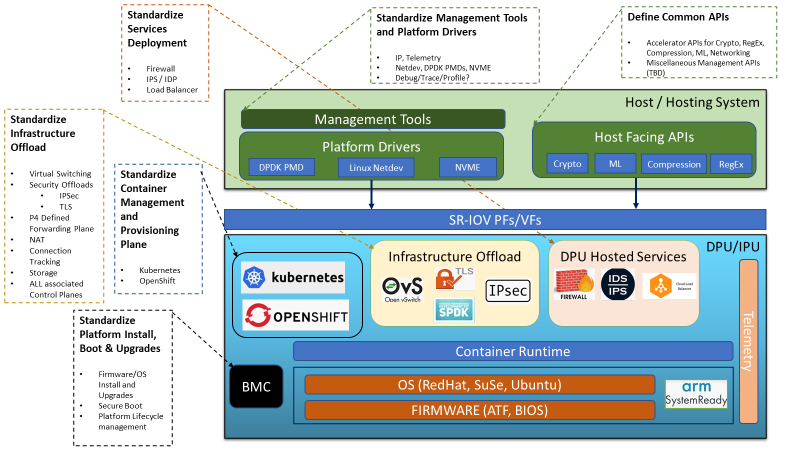 Standardize
Services
Deployment
• Firewall
• IPS / IDP
• Load Balancer
Standardize Management Tools
and Platform Drivers
• IP, Telemetry
• Netdev, DPDK PMDs, NVME
• Debug/Trace/Profile?
Define Common APIs
• Accelerator APIs for Crypto, RegEx,
Compression, ML, Networking
• Miscellaneous Management APIs
(TBD)
Standardize
Infrastructure
Offload
• Virtual Switching
• Security Offloads
• IPSec
• TLS
• P4 Defined
Forwarding Plane
• NAT
• Connection
Tracking
• Storage
• ALL associated
Control Planes
Standardize
Container
Management
and
Provisioning
Plane
• Kubernetes
• OpenShift
Standardize
Platform Install,
Boot & Upgrades
• Firmware/OS
Install and
Upgrades
• Secure Boot
• Platform Lifecycle
management
Host / Hosting System
Management Tools
Platform Drivers
DPDK PMD
Linux Netdev
NVME
Host Facing APIs
Crypto
ML
Compression
RegEx
SR-IOV PFs/VFs
DPU/IPU
kubernetes
OPENSHIFT
Infrastructure Offload
OvS
Open vSwitch
TLS
SPDK
IPsec
DPU Hosted Services
FIREWALL
IDS
IPS
Cloud Load
Balancer
Telemetry
Container Runtime
BMC
OS (RedHat, SuSe, Ubuntu)
FIRMWARE (ATF, BIOS)
arm
SystemReady